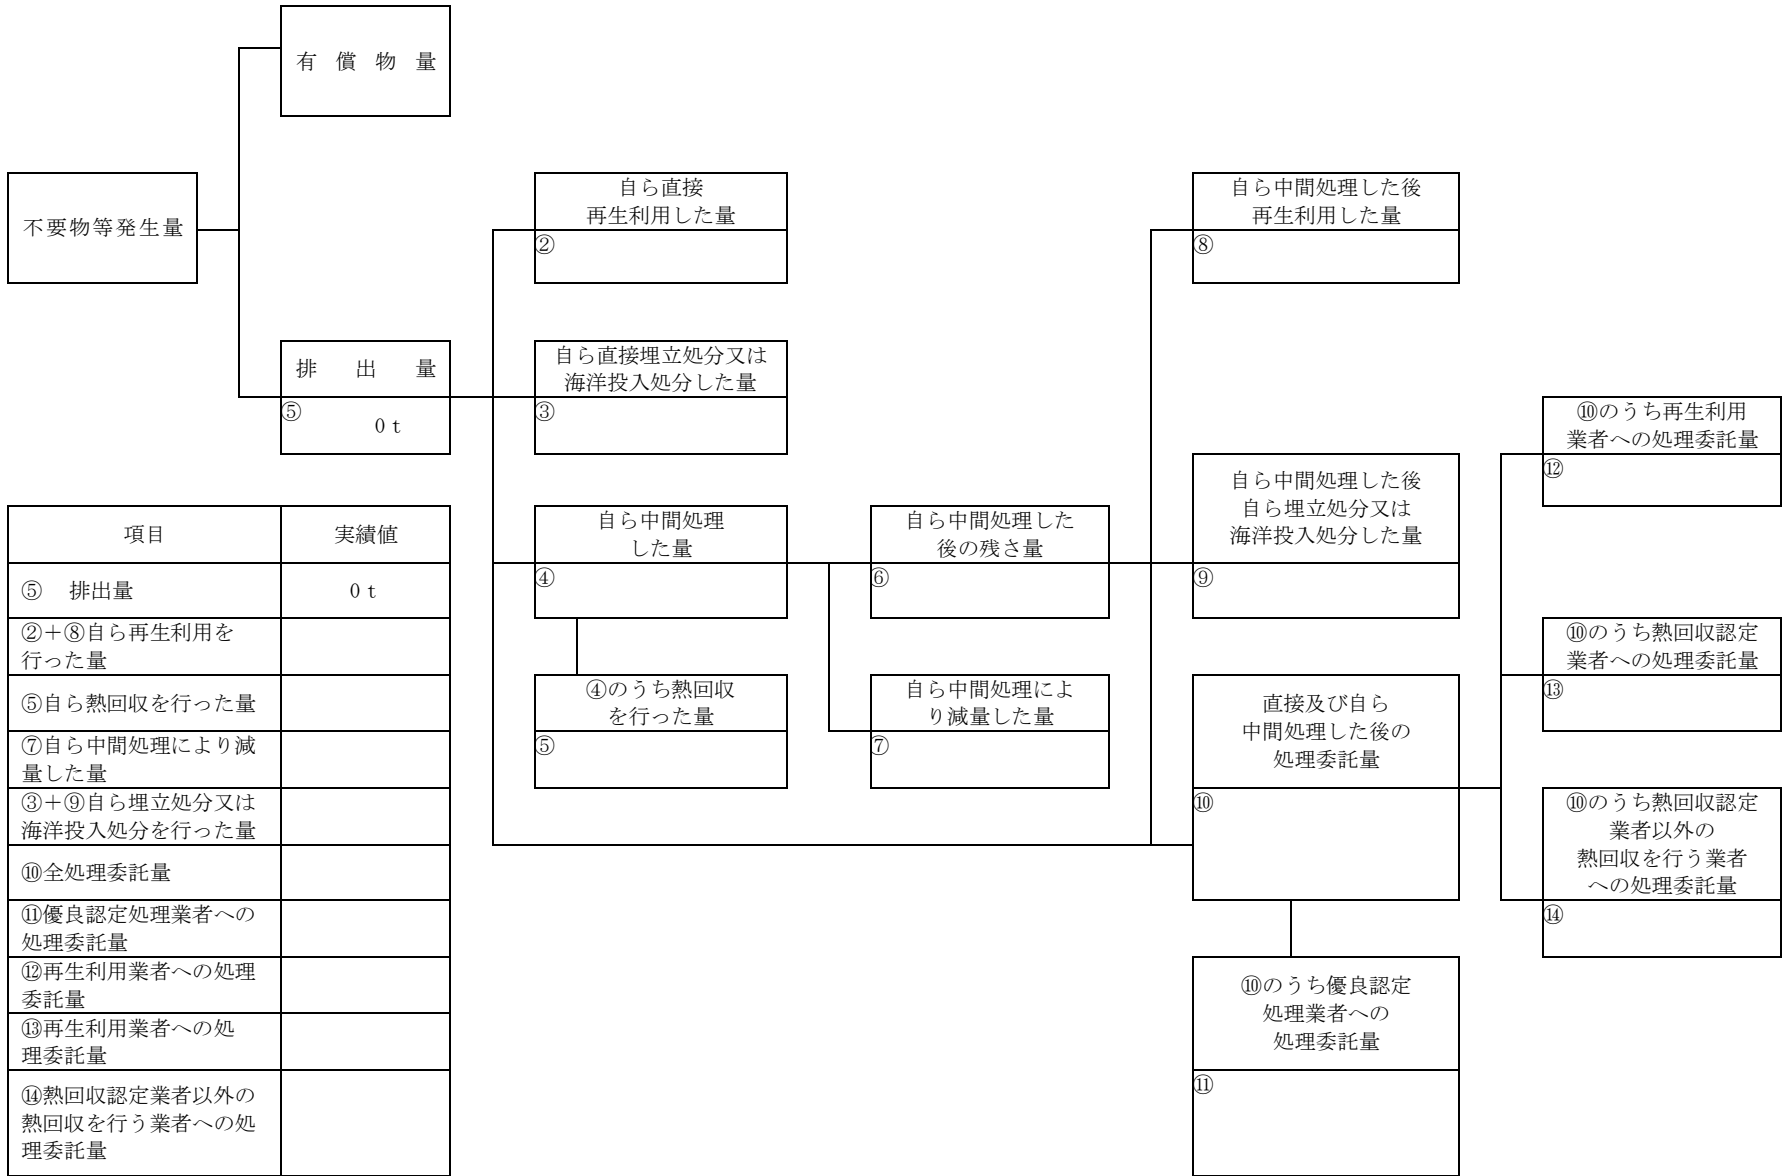 有 償 物 量
不要物等発生量
自ら直接
再生利用した量
②
自ら中間処理した後
再生利用した量
⑧
排 出 量
⑤
0 t
自ら直接埋立処分又は
海洋投入処分した量
③
⑩のうち再生利用
業者への処理委託量
⑫
自ら中間処理
した量
④
自ら中間処理した
後の残さ量
⑥
自ら中間処理した後
自ら埋立処分又は
海洋投入処分した量
⑨
⑩のうち熱回収認定
業者への処理委託量
⑬
④のうち熱回収
を行った量
⑤
自ら中間処理によ
り減量した量
⑦
直接及び自ら
中間処理した後の
処理委託量
⑩
⑩のうち熱回収認定
業者以外の
熱回収を行う業者
への処理委託量
⑭
⑩のうち優良認定
処理業者への
処理委託量
⑪
項目 実績値
⑤ 排出量 0 t
②+⑧自ら再生利用を
行った量
⑤自ら熱回収を行った量
⑦自ら中間処理により減
量した量
③+⑨自ら埋立処分又は
海洋投入処分を行った量
⑩全処理委託量
⑪優良認定処理業者への
処理委託量
⑫再生利用業者への処理
委託量
⑬再生利用業者への処
理委託量
⑭熱回収認定業者以外の
熱回収を行う業者への処
理委託量